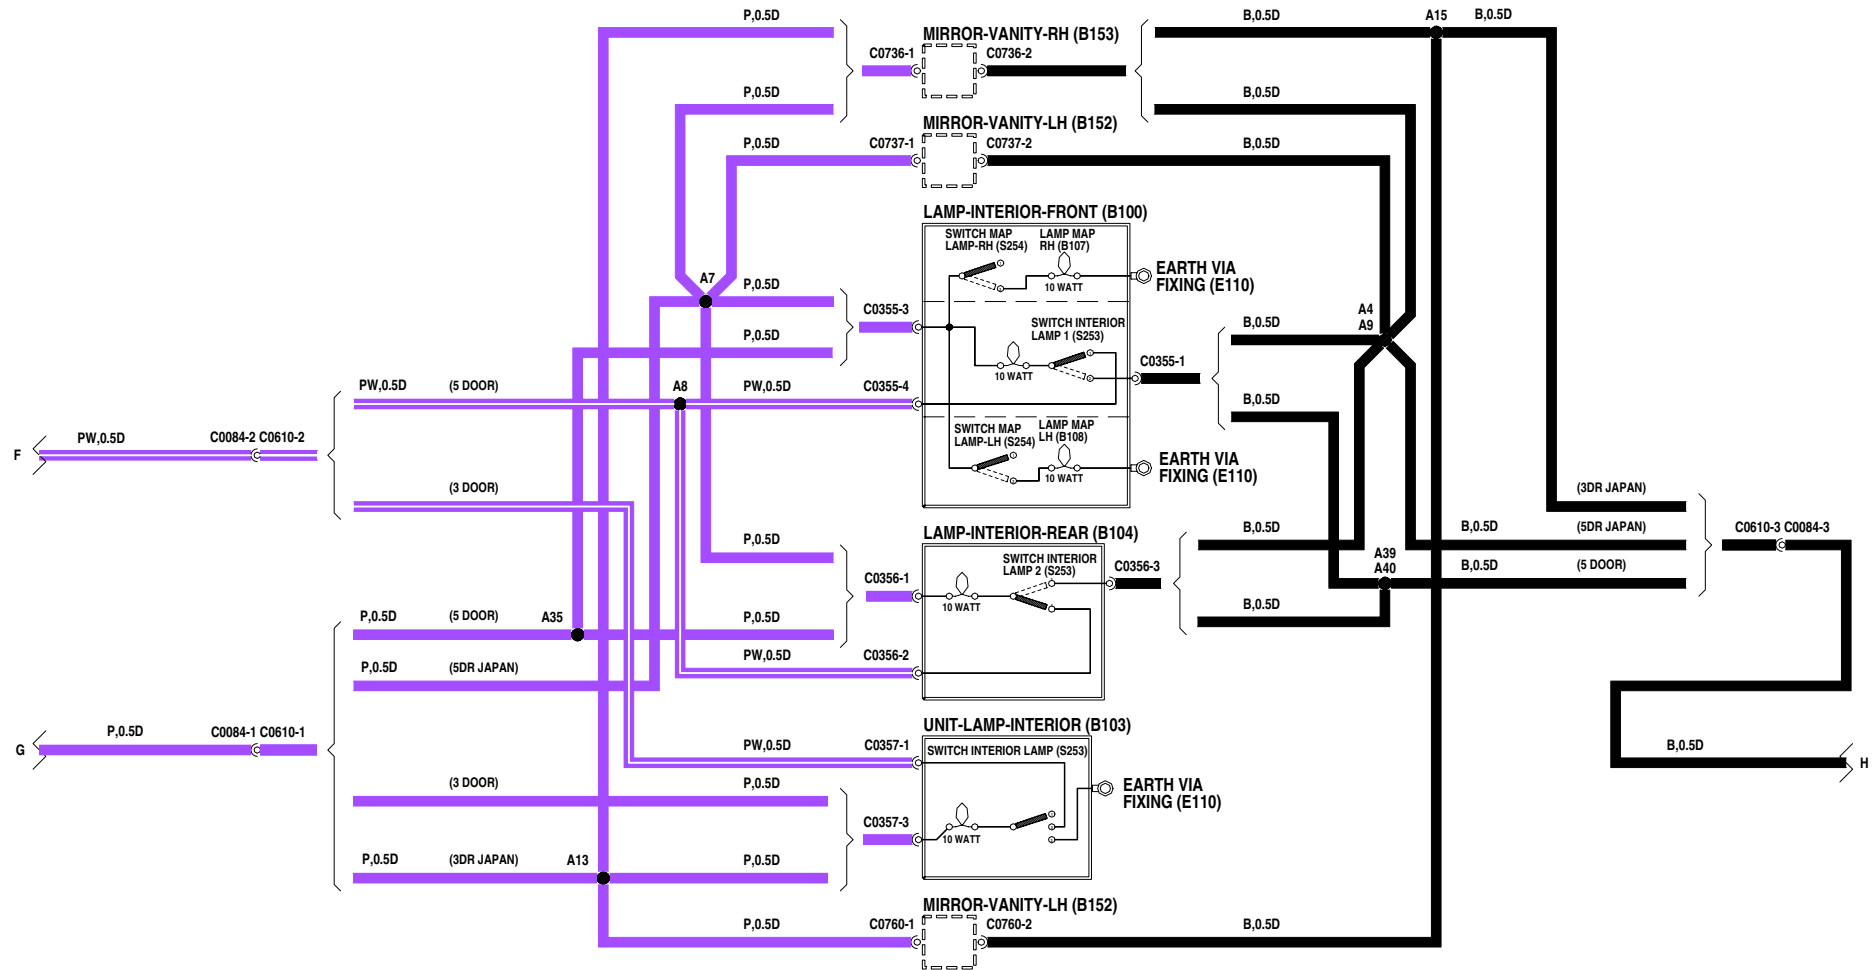 P,0.5D
B,0.5D
A15
B,0.5D
MIRROR-VANITY-RH (B153)
C0736-1
C0736-2
P,0.5D
B,0.5D
MIRROR-VANITY-LH (B152)
P,0.5D
C0737-1
C0737-2
B,0.5D
LAMP-INTERIOR-FRONT (B100)
SWITCH MAP
LAMP-RH (S254)
LAMP MAP
RH (B107)
10 WATT
EARTH VIA
FIXING (E110)
A7
P,0.5D
C0355-3
P,0.5D
SWITCH INTERIOR
LAMP 1 (S253)
10 WATT
A4
A9
B,0.5D
C0355-1
PW,0.5D
(5 DOOR)
A8
PW,0.5D
C0355-4
B,0.5D
SWITCH MAP
LAMP-LH (S254)
LAMP MAP
LH (B108)
10 WATT
EARTH VIA
FIXING (E110)
F
PW,0.5D
C0084-2 C0610-2
(3 DOOR)
(3DR JAPAN)
LAMP-INTERIOR-REAR (B104)
P,0.5D
B,0.5D
B,0.5D
(5DR JAPAN)
C0610-3 C0084-3
SWITCH INTERIOR
LAMP 2 (S253)
C0356-1
C0356-3
10 WATT
A39
A40
B,0.5D
(5 DOOR)
P,0.5D
(5 DOOR)
A35
P,0.5D
B,0.5D
P,0.5D
(5DR JAPAN)
PW,0.5D
C0356-2
G
P,0.5D
C0084-1 C0610-1
UNIT-LAMP-INTERIOR (B103)
PW,0.5D
C0357-1
SWITCH INTERIOR LAMP (S253)
B,0.5D
H
(3 DOOR)
P,0.5D
EARTH VIA
FIXING (E110)
C0357-3
10 WATT
P,0.5D
(3DR JAPAN)
A13
P,0.5D
MIRROR-VANITY-LH (B152)
P,0.5D
C0760-1
C0760-2
B,0.5D